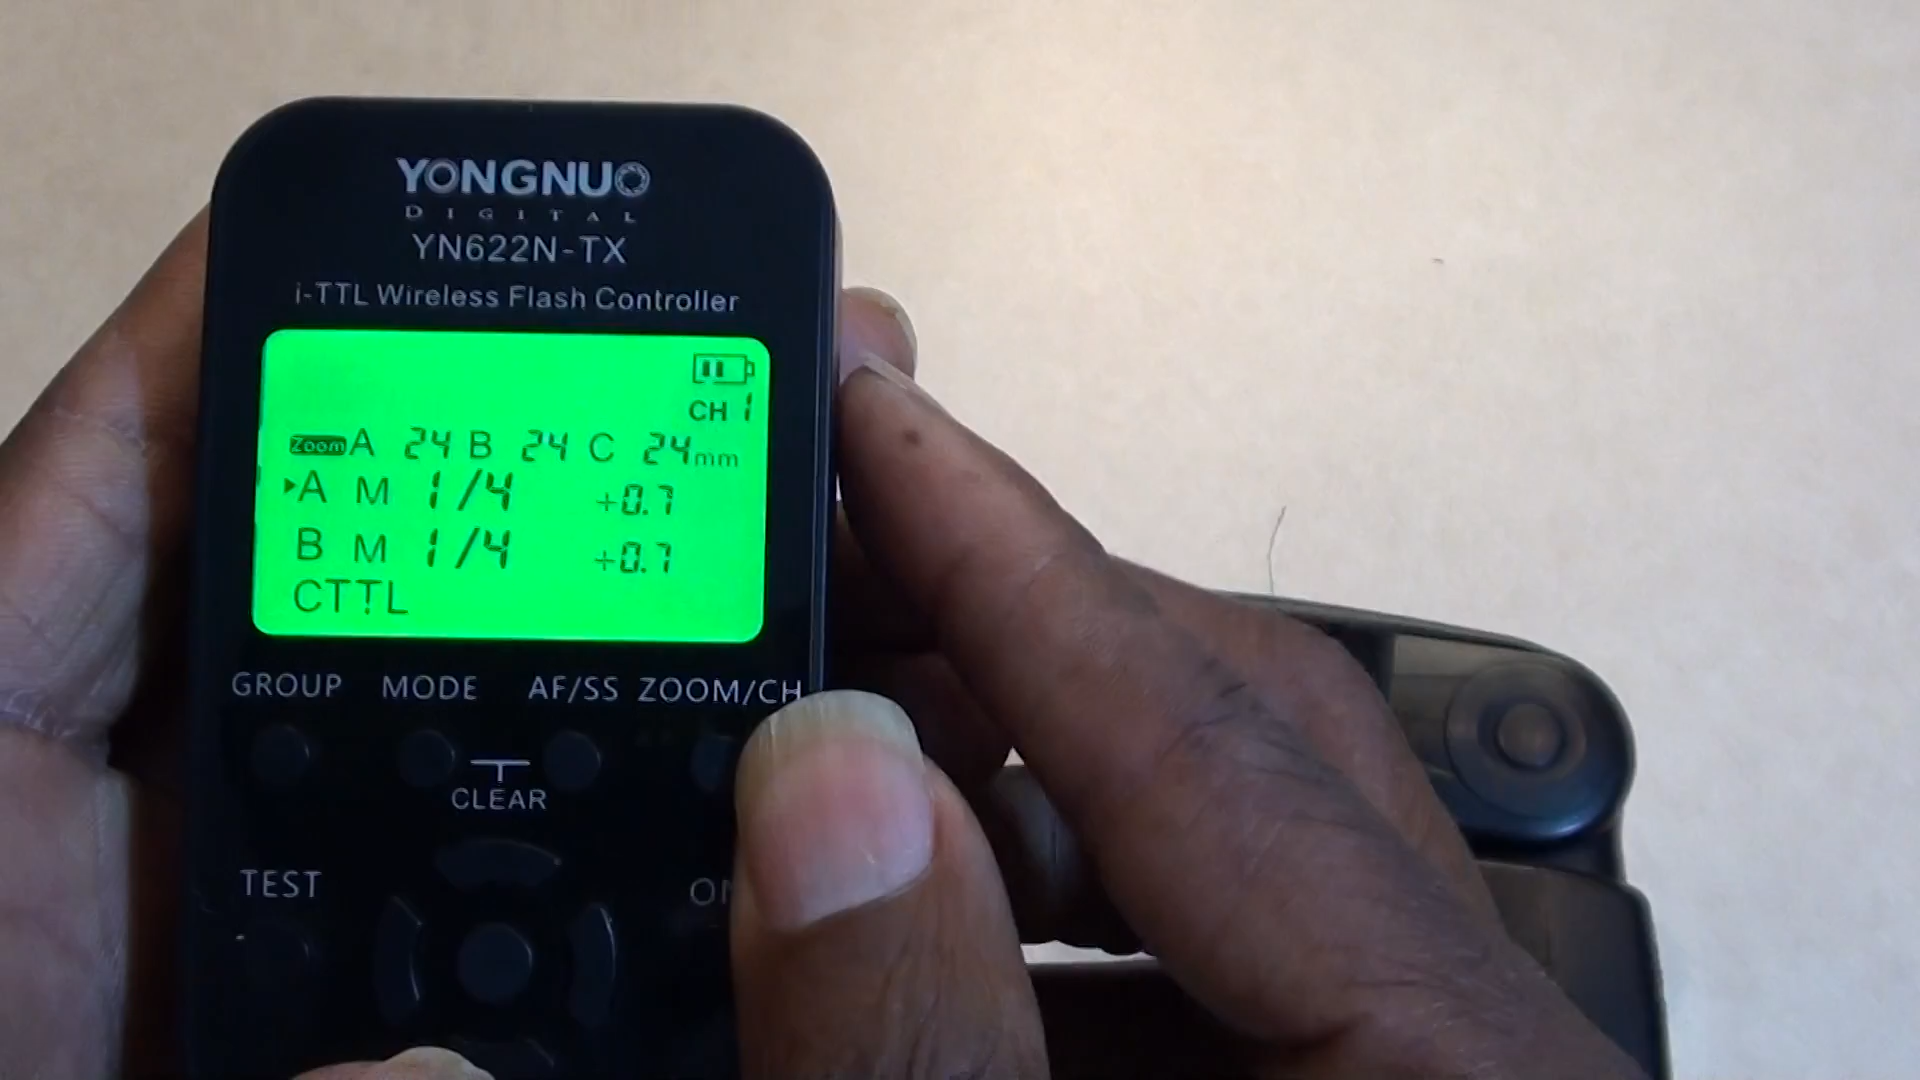 YONGNUO
DIGITAL
YN622N-TX
i-TTL Wireless Flash Controller
CH 1
Zoom A 24 B 24 C 24mm
A M 1/4 +0.7
B M 1/4 +0.7
C TTL
GROUP MODE AF/SS ZOOM/CH
CLEAR
TEST